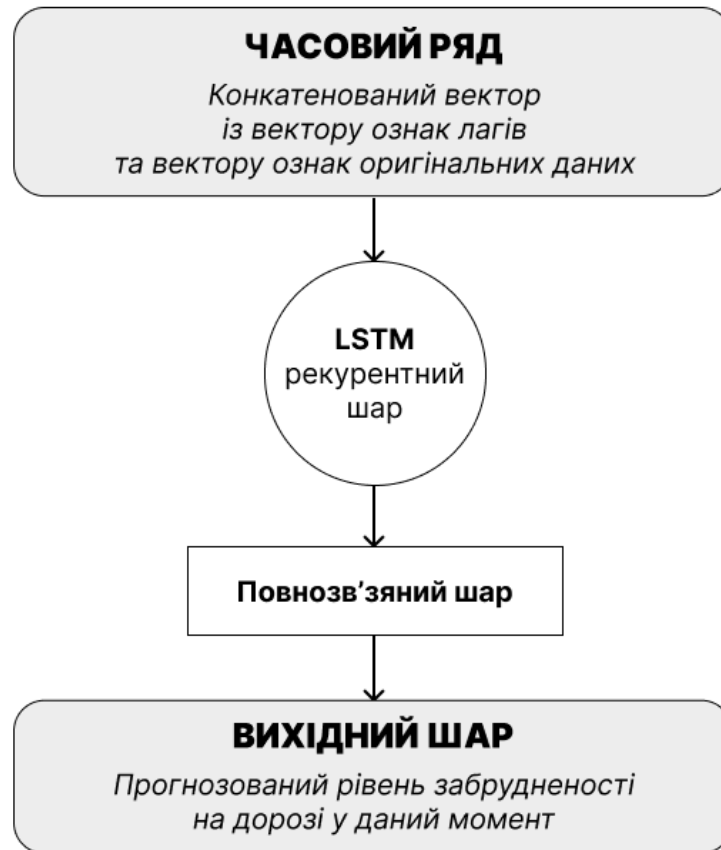 ЧАСОВИЙ РЯД
Конкатенований вектор
із вектору ознак лагів
та вектору ознак оригінальних даних
LSTM
рекурентний
шар
Повнозв’язний шар
ВИХІДНИЙ ШАР
Прогнозований рівень забрудненості
на дорозі у даний момент